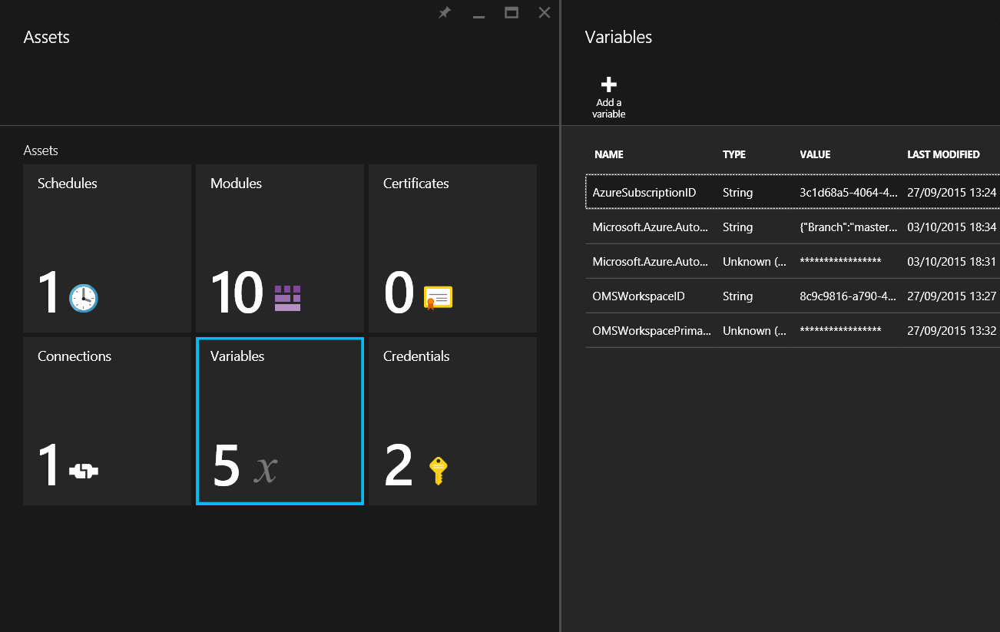 Assets
Assets
Schedules
1
Modules
10
Certificates
0
Connections
1
Variables
5 x
Credentials
2
Variables
Add a
variable
NAME TYPE VALUE LAST MODIFIED
AzureSubscriptionID String 3c1d68a5-4064-4... 27/09/2015 13:24
Microsoft.Azure.Auto... String {"Branch":"master... 03/10/2015 18:34
Microsoft.Azure.Auto... Unknown (... ***************** 03/10/2015 18:31
OMSWorkspaceID String 8c9c9816-a790-4... 27/09/2015 13:27
OMSWorkspacePrima... Unknown (... ***************** 27/09/2015 13:32